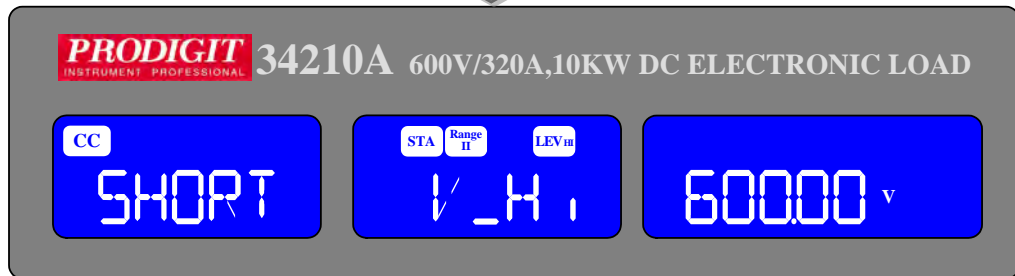 PRODIGIT 34210A 600V/320A,10KW DC ELECTRONIC LOAD
INSTRUMENT PROFESSIONAL
CC STA Range II LEV HI
SHORT V_Hi 600.00 V